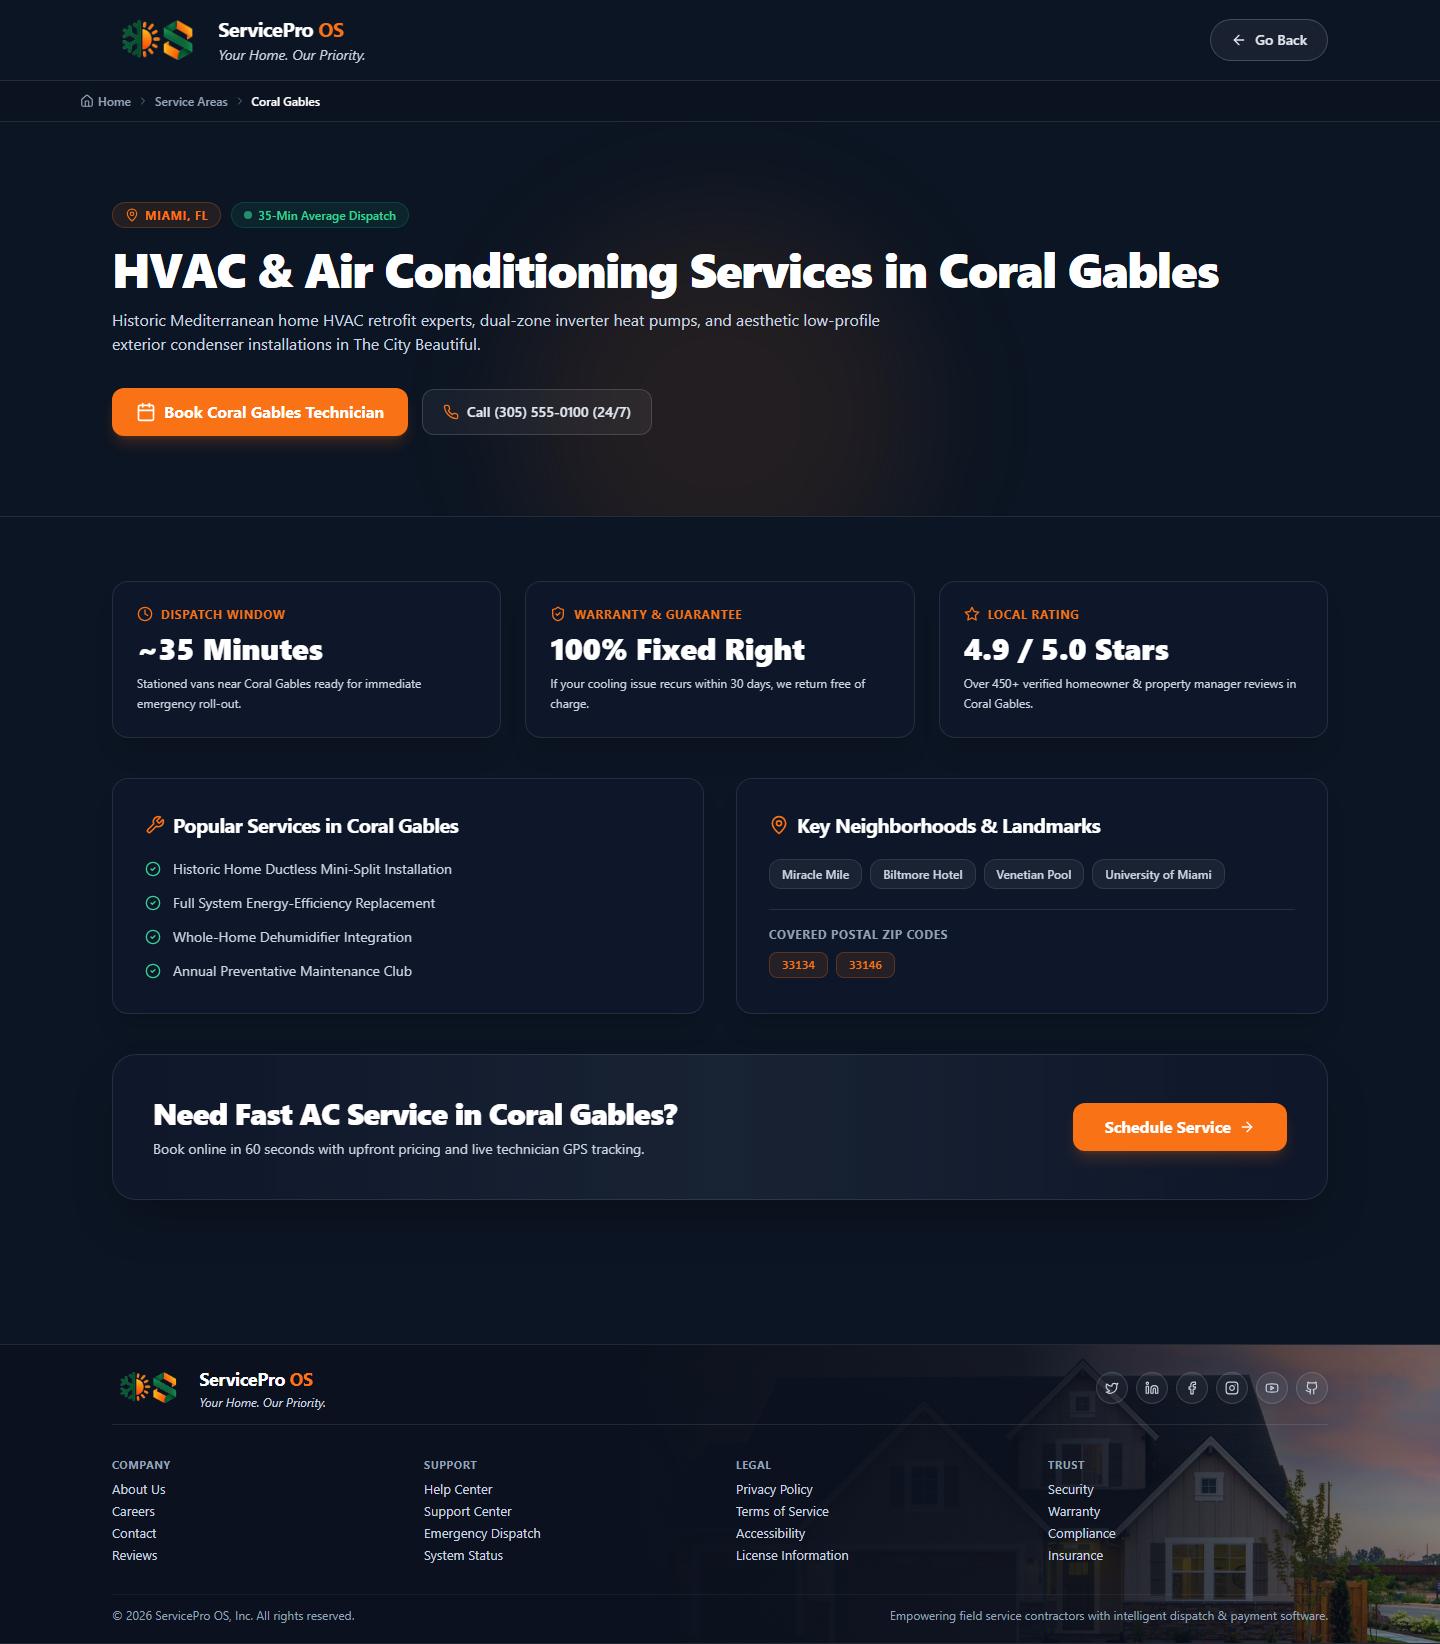 ServicePro OS
Your Home. Our Priority.
Go Back
Home
Service Areas
Coral Gables
MIAMI, FL
35-Min Average Dispatch
HVAC & Air Conditioning Services in Coral Gables
Historic Mediterranean home HVAC retrofit experts, dual-zone inverter heat pumps, and aesthetic low-profile
exterior condenser installations in The City Beautiful.
Book Coral Gables Technician
Call (305) 555-0100 (24/7)
DISPATCH WINDOW
~35 Minutes
Stationed vans near Coral Gables ready for immediate
emergency roll-out.
WARRANTY & GUARANTEE
100% Fixed Right
If your cooling issue recurs within 30 days, we return free of
charge.
LOCAL RATING
4.9 / 5.0 Stars
Over 450+ verified homeowner & property manager reviews in
Coral Gables.
Popular Services in Coral Gables
Historic Home Ductless Mini-Split Installation
Full System Energy-Efficiency Replacement
Whole-Home Dehumidifier Integration
Annual Preventative Maintenance Club
Key Neighborhoods & Landmarks
Miracle Mile
Biltmore Hotel
Venetian Pool
University of Miami
COVERED POSTAL ZIP CODES
33134
33146
Need Fast AC Service in Coral Gables?
Book online in 60 seconds with upfront pricing and live technician GPS tracking.
Schedule Service
ServicePro OS
Your Home. Our Priority.
COMPANY
About Us
Careers
Contact
Reviews
SUPPORT
Help Center
Support Center
Emergency Dispatch
System Status
LEGAL
Privacy Policy
Terms of Service
Accessibility
License Information
TRUST
Security
Warranty
Compliance
Insurance
© 2026 ServicePro OS, Inc. All rights reserved.
Empowering field service contractors with intelligent dispatch & payment software.